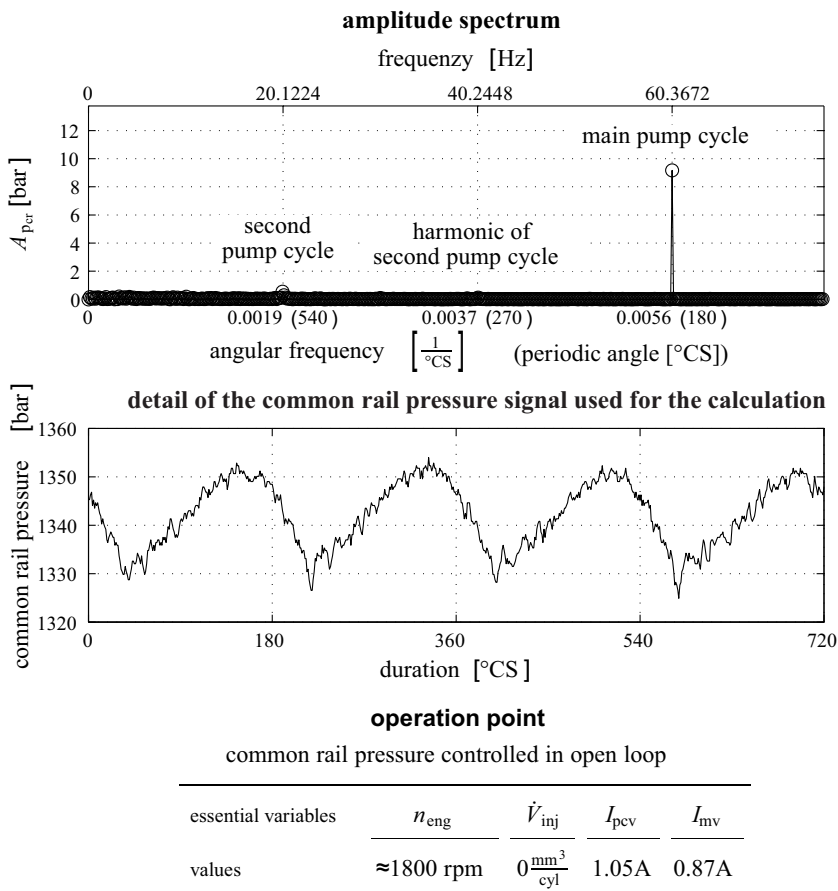 amplitude spectrum
frequenzy [Hz]
0 20.1224 40.2448 60.3672
12
10
8
6
4
2
0
A_pcr [bar]
main pump cycle
second
pump cycle
harmonic of
second pump cycle
0 0.0019 (540 ) 0.0037 (270 ) 0.0056 (180 )
angular frequency [1/°CS] (periodic angle [°CS])
detail of the common rail pressure signal used for the calculation
common rail pressure [bar]
1360
1350
1340
1330
1320
0 180 360 540 720
duration [°CS]
operation point
common rail pressure controlled in open loop
essential variables n_eng V̇_inj I_pcv I_mv
values ≈1800 rpm 0 mm³/cyl 1.05A 0.87A